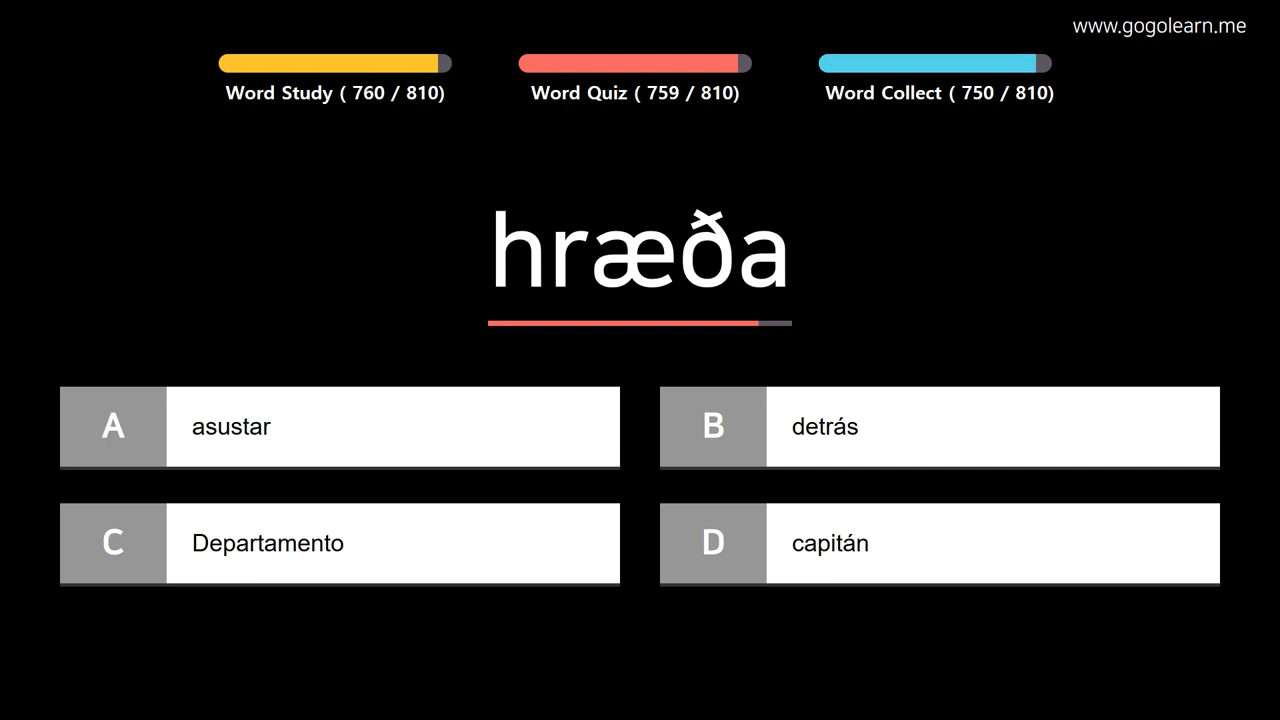 www.gogolearn.me
Word Study ( 760 / 810)
Word Quiz ( 759 / 810)
Word Collect ( 750 / 810)
hræða
A
asustar
B
detrás
C
Departamento
D
capitán